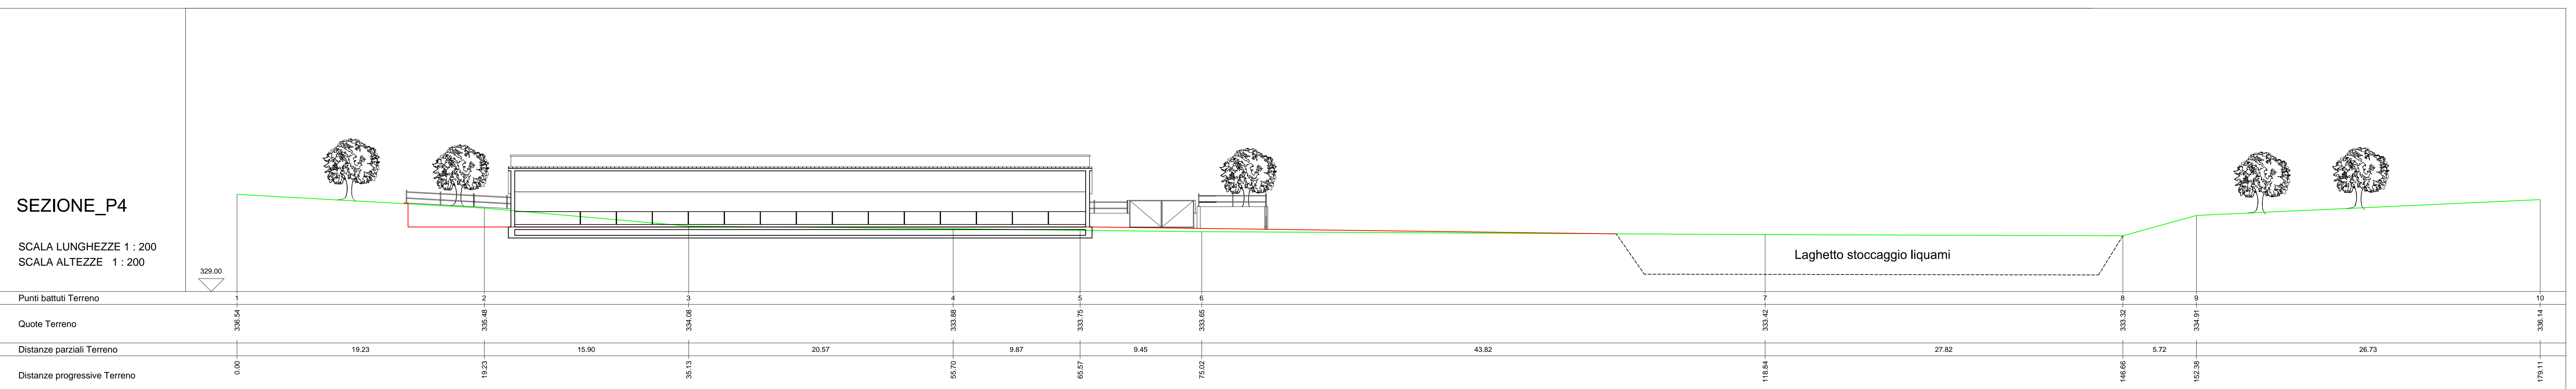 SEZIONE_P4
SCALA LUNGHEZZE 1 : 200
SCALA ALTEZZE 1 : 200
329.00
Laghetto stoccaggio liquami
Punti battuti Terreno 1 2 3 4 5 6 7 8 9 10
Quote Terreno 336.54 335.48 334.08 333.88 333.75 333.65 333.42 333.32 334.91 336.14
Distanze parziali Terreno 19.23 15.90 20.57 9.87 9.45 43.82 27.82 5.72 26.73
Distanze progressive Terreno 0.00 19.23 35.13 55.70 65.57 75.02 118.84 146.66 152.38 179.11